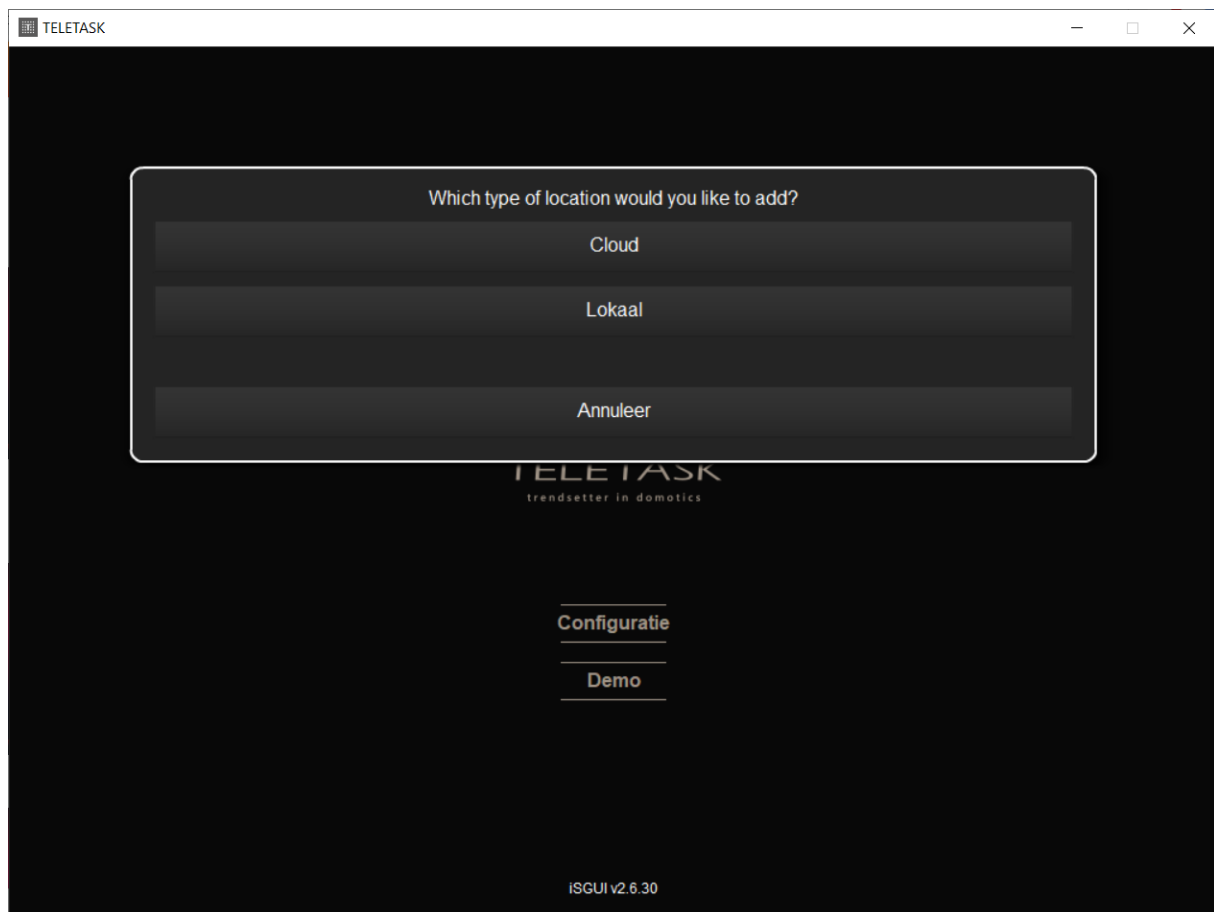 TELETASK
Which type of location would you like to add?
Cloud
Lokaal
Annuleer
TELETASK
trendsetter in domotics
Configuratie
Demo
iSGUI v2.6.30